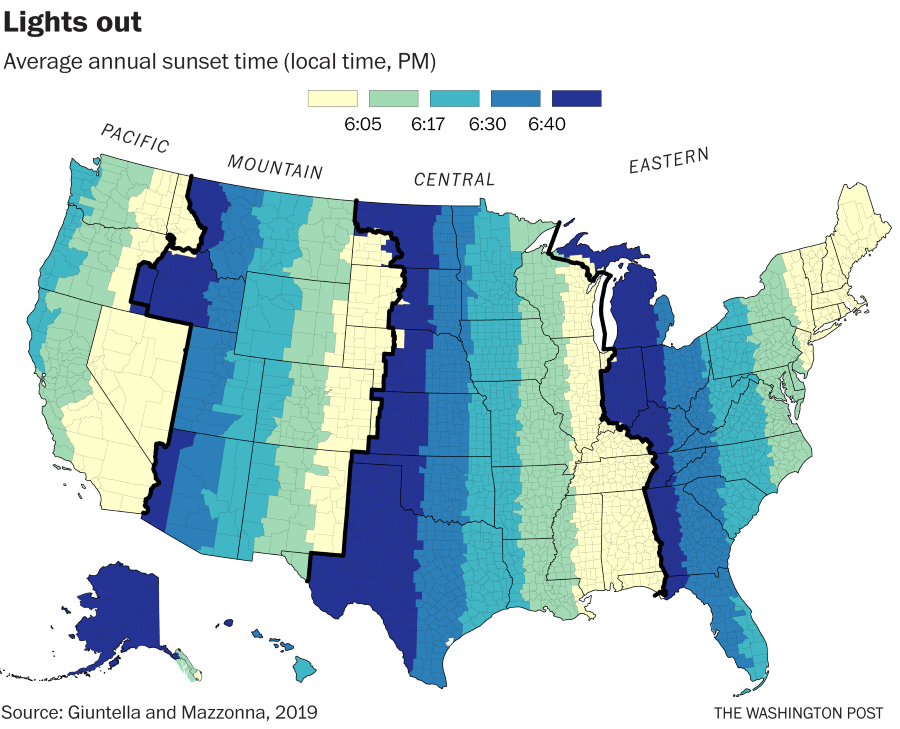 Lights out
Average annual sunset time (local time, PM)
6:05 6:17 6:30 6:40
PACIFIC
MOUNTAIN
CENTRAL
EASTERN
Source: Giuntella and Mazzonna, 2019
THE WASHINGTON POST